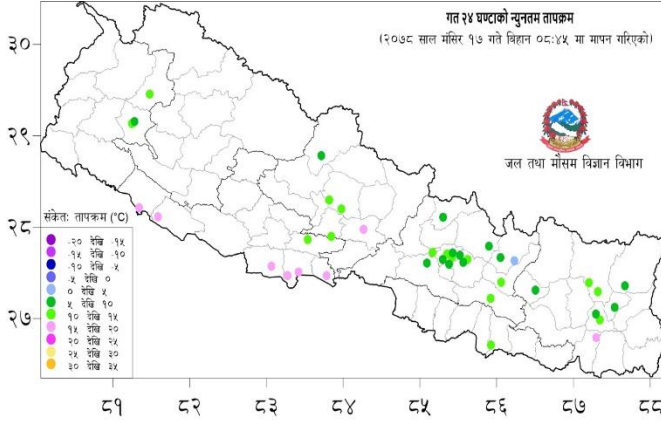 गत २४ घण्टाको न्युनतम तापक्रम
(२०७८ साल मंसिर १७ गते बिहान ०८:४५ मा मापन गरिएको)
जल तथा मौसम विज्ञान विभाग
३०
२९
२८
२७
संकेत: तापक्रम (°C)
-२० देखि -१५
-१५ देखि -१०
-१० देखि -५
-५ देखि ०
० देखि ५
५ देखि १०
१० देखि १५
१५ देखि २०
२० देखि २५
२५ देखि ३०
३० देखि ३५
८१ ८२ ८३ ८४ ८५ ८६ ८७ ८८